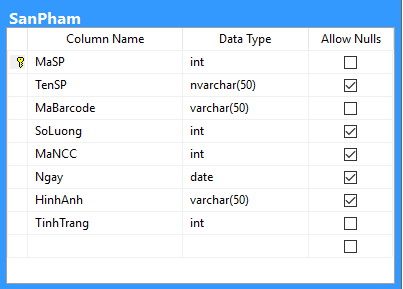 SanPham
Column Name Data Type Allow Nulls
MaSP int
TenSP nvarchar(50)
MaBarcode varchar(50)
SoLuong int
MaNCC int
Ngay date
HinhAnh varchar(50)
TinhTrang int